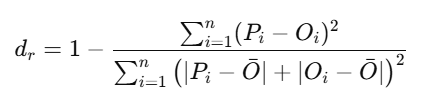 d_r = 1 - \frac{\sum_{i=1}^{n} (P_i - O_i)^2}{\sum_{i=1}^{n} \left( |P_i - \bar{O}| + |O_i - \bar{O}| \right)^2}